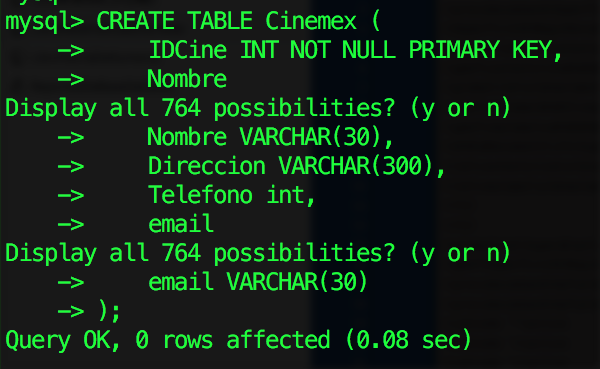 mysql> CREATE TABLE Cinemex (
    ->     IDCine INT NOT NULL PRIMARY KEY,
    ->     Nombre
Display all 764 possibilities? (y or n)
    ->     Nombre VARCHAR(30),
    ->     Direccion VARCHAR(300),
    ->     Telefono int,
    ->     email
Display all 764 possibilities? (y or n)
    ->     email VARCHAR(30)
    -> );
Query OK, 0 rows affected (0.08 sec)